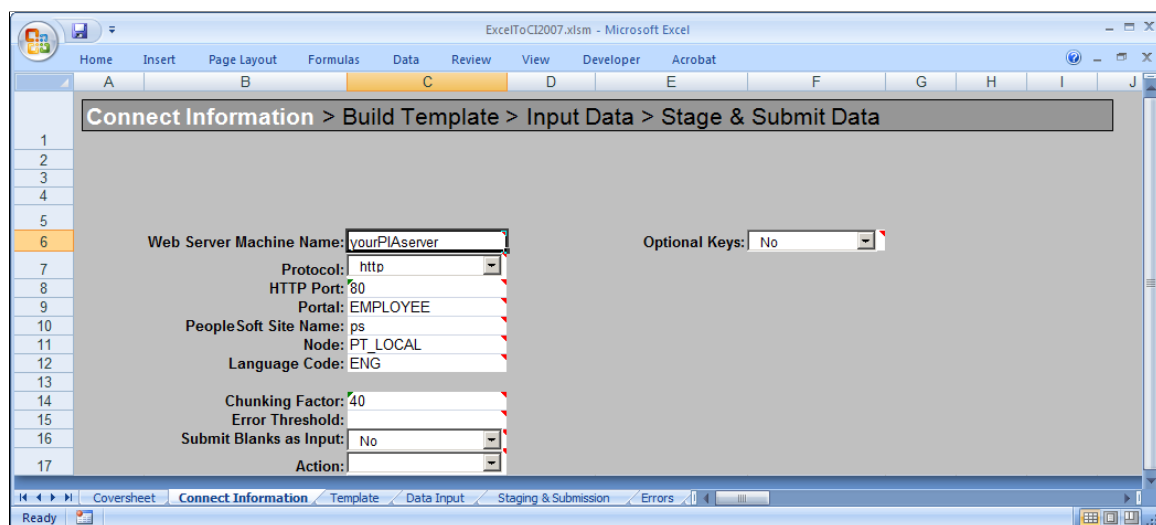 ExcelToCI2007.xlsm - Microsoft Excel
Home Insert Page Layout Formulas Data Review View Developer Acrobat
A B C D E F G H I J
Connect Information > Build Template > Input Data > Stage & Submit Data
1
2
3
4
5
6 Web Server Machine Name: yourPIAserver Optional Keys: No
7 Protocol: http
8 HTTP Port: 80
9 Portal: EMPLOYEE
10 PeopleSoft Site Name: ps
11 Node: PT_LOCAL
12 Language Code: ENG
13
14 Chunking Factor: 40
15 Error Threshold:
16 Submit Blanks as Input: No
17 Action:
Coversheet Connect Information Template Data Input Staging & Submission Errors
Ready